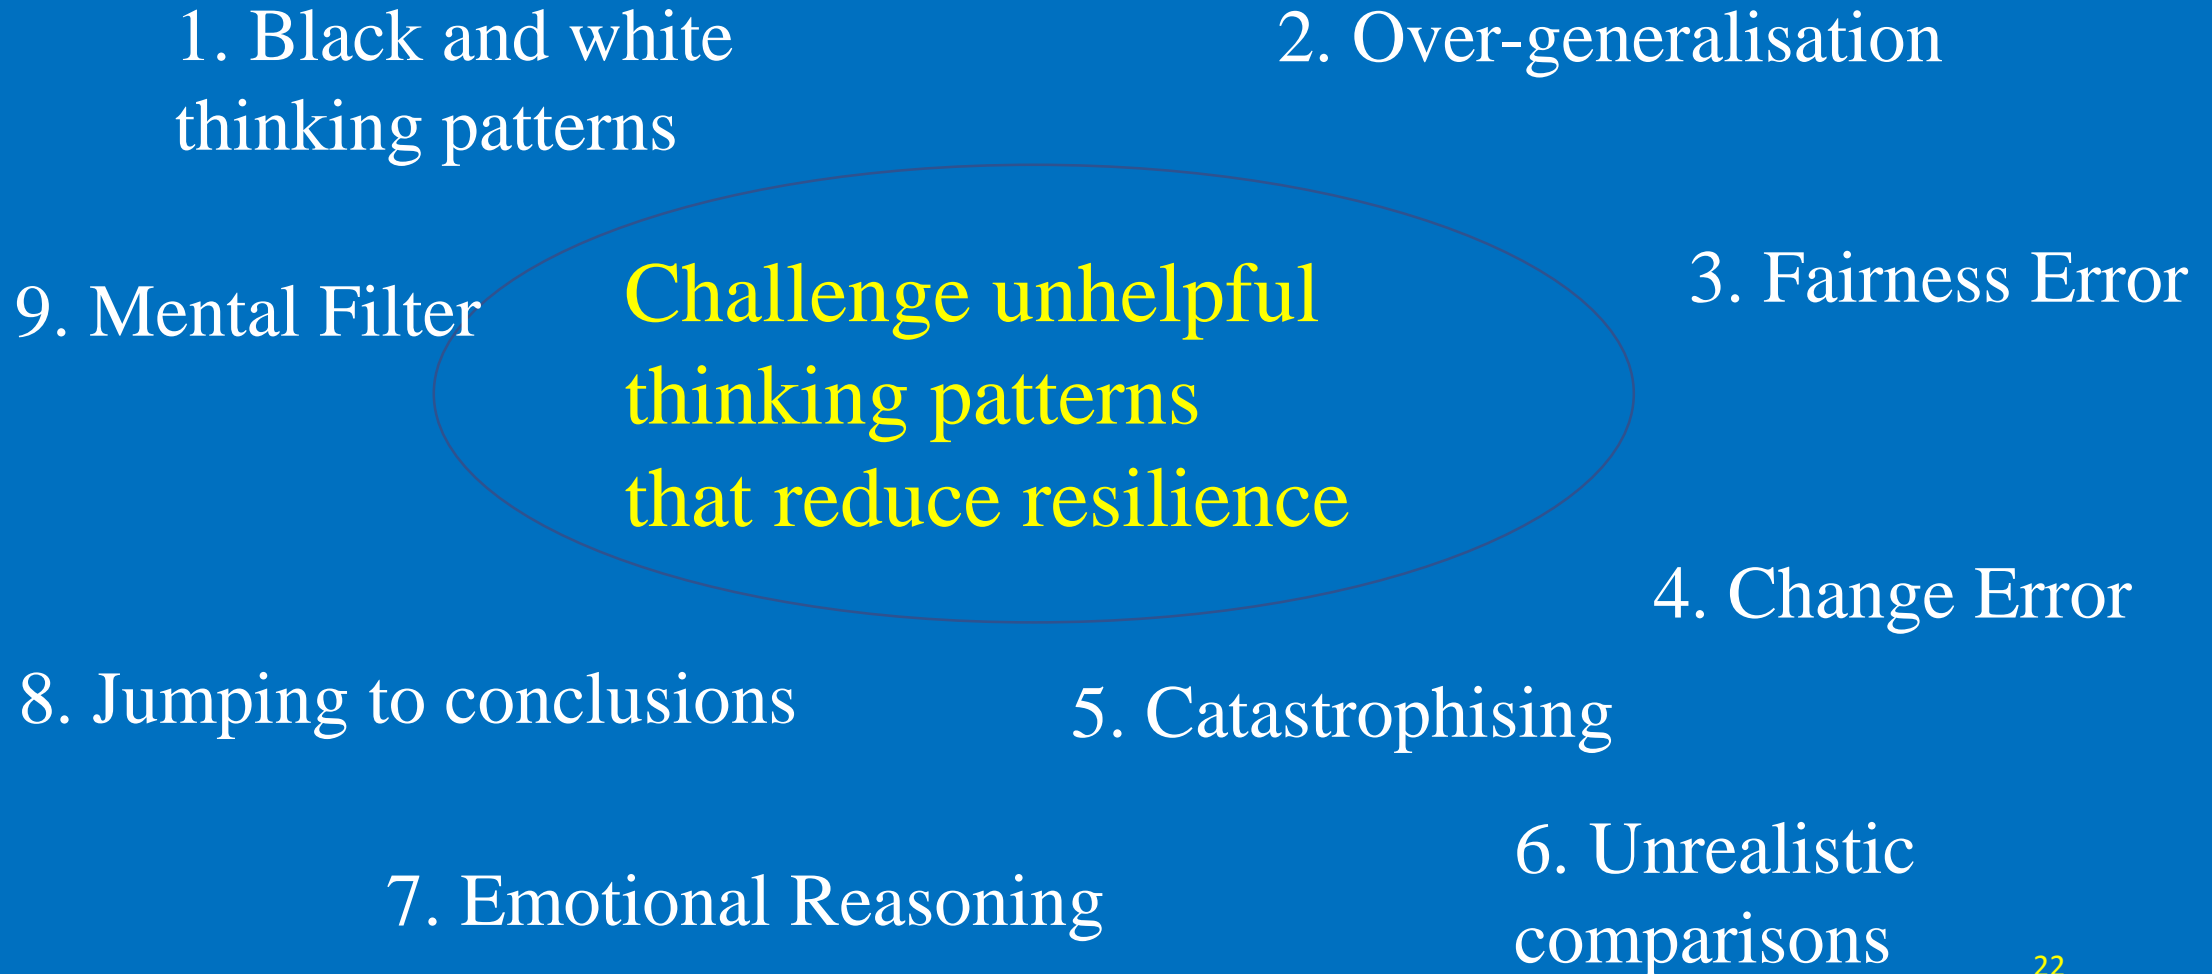 1. Black and white
thinking patterns
2. Over-generalisation
3. Fairness Error
9. Mental Filter
Challenge unhelpful
thinking patterns
that reduce resilience
4. Change Error
8. Jumping to conclusions
5. Catastrophising
6. Unrealistic
comparisons
7. Emotional Reasoning
22